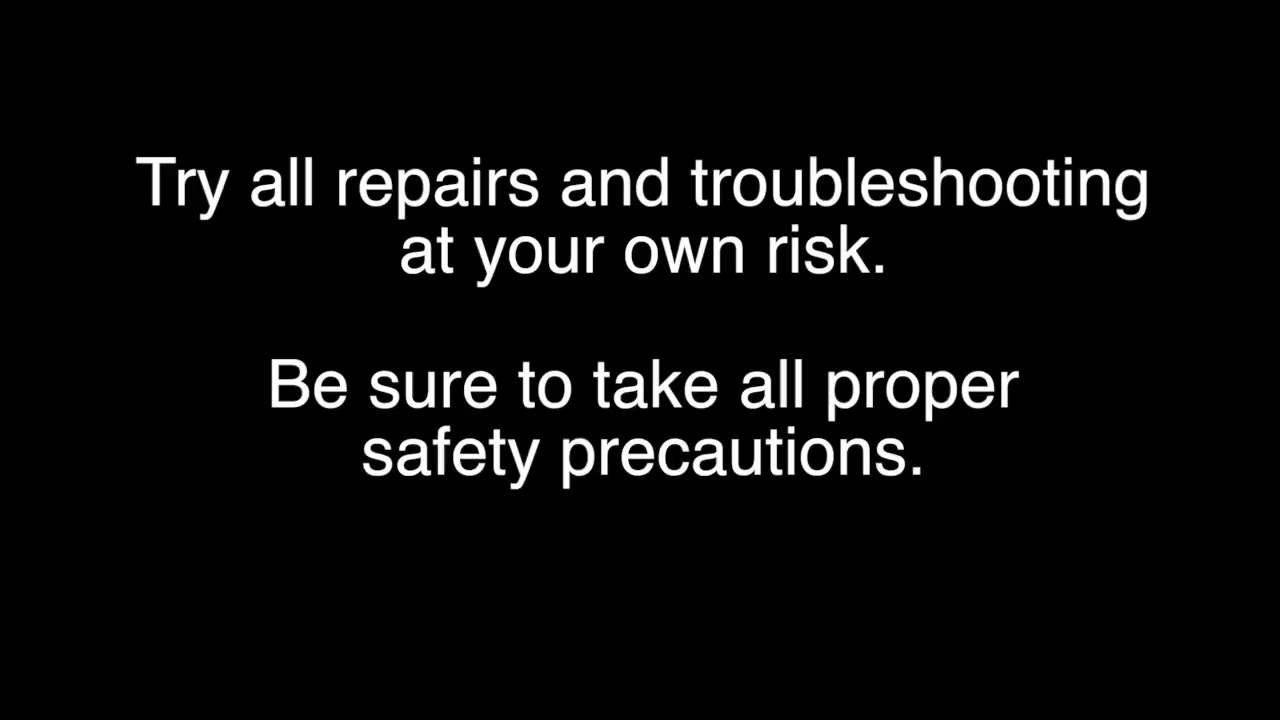 Try all repairs and troubleshooting
at your own risk.
Be sure to take all proper
safety precautions.